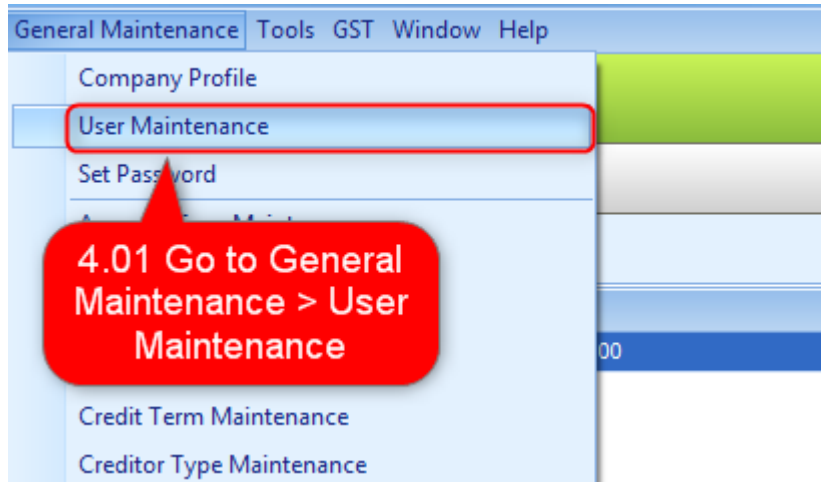 General Maintenance Tools GST Window Help
Company Profile
User Maintenance
Set Password
4.01 Go to General
Maintenance > User
Maintenance
00
Credit Term Maintenance
Creditor Type Maintenance